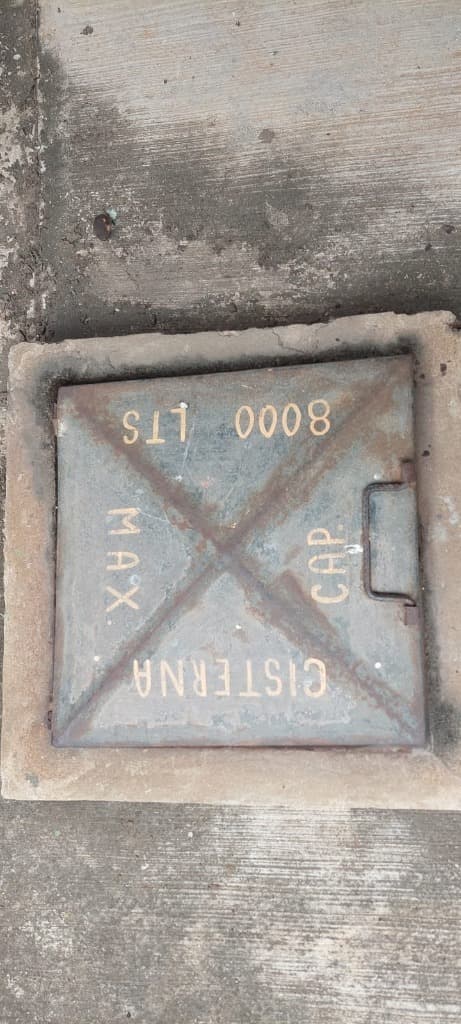 CISTERNA
CAP.
MAX.
8000 LTS